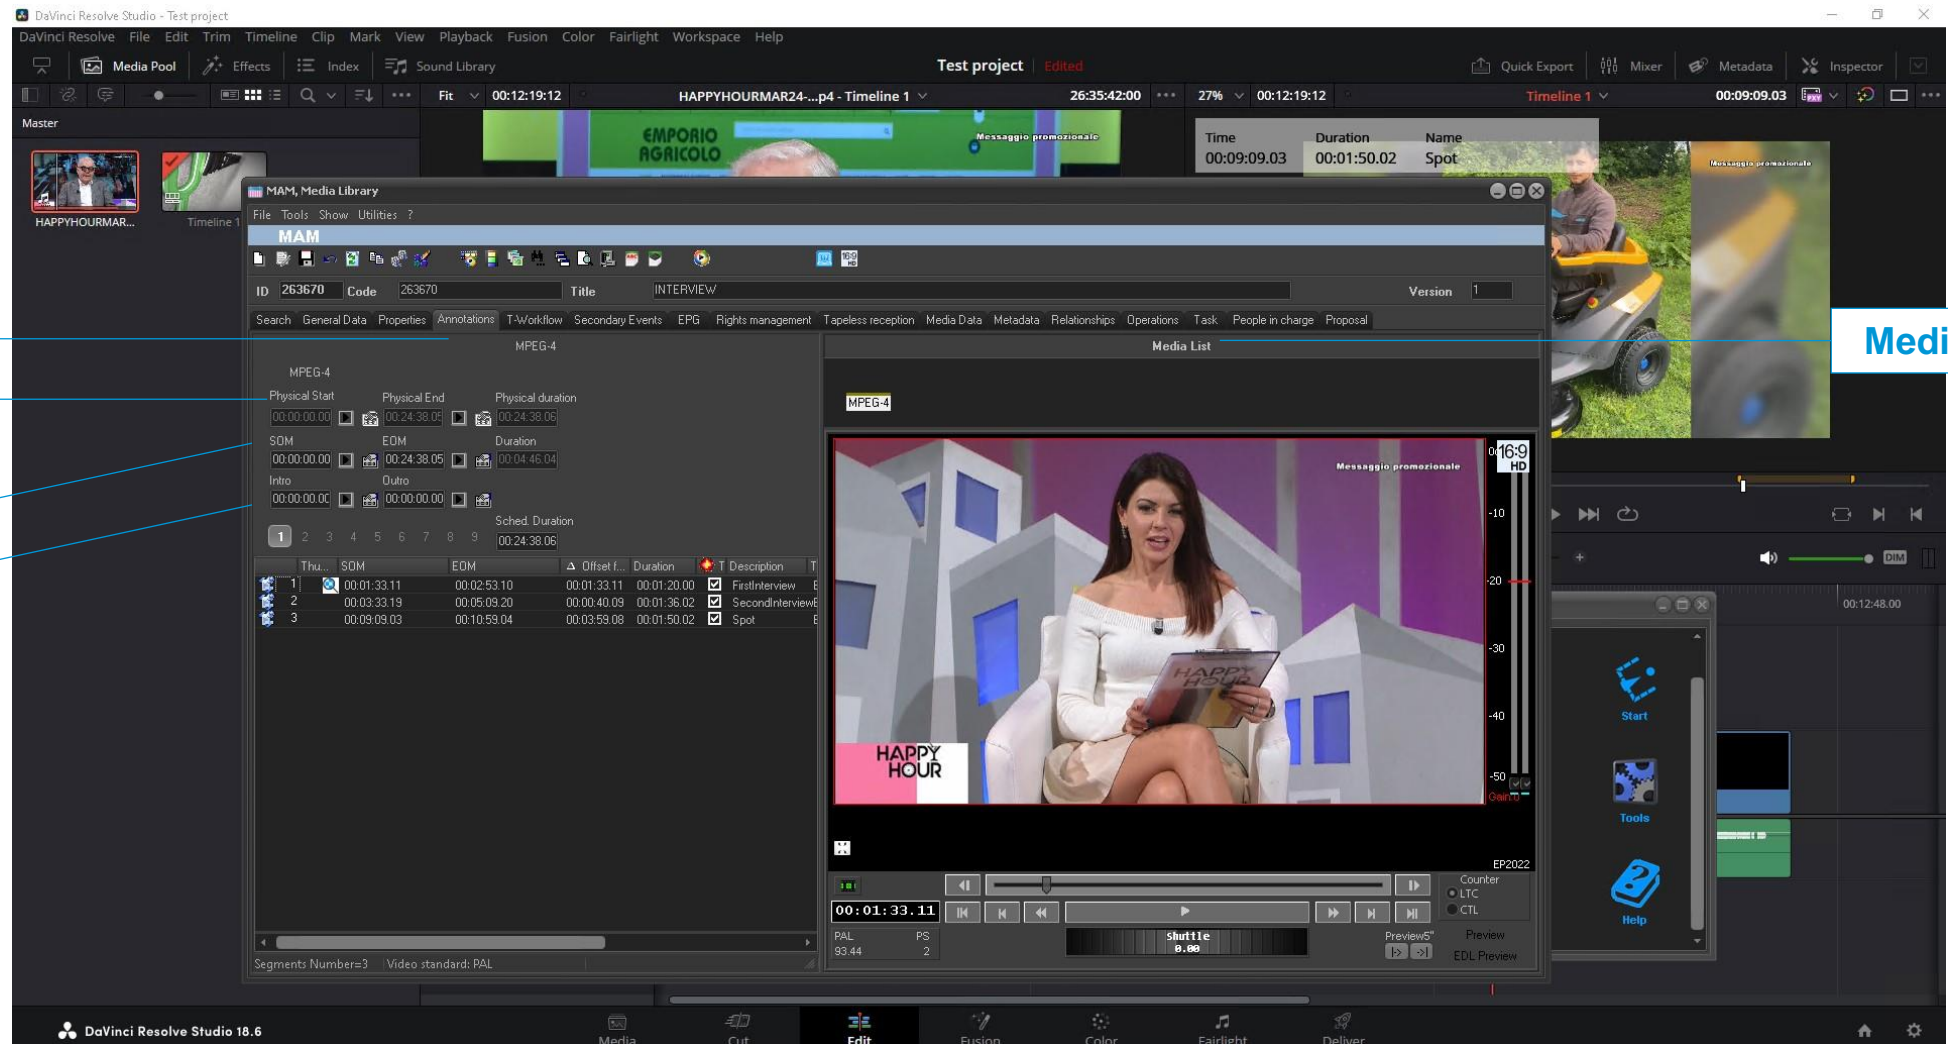 DaVinci Resolve Studio - Test project
DaVinci Resolve File Edit Trim Timeline Clip Mark View Playback Fusion Color Fairlight Workspace Help
Media Pool Effects Index Sound Library Test project Edited Quick Export Mixer Metadata Inspector
Fit 00:12:19:12 HAPPYHOURMAR24-...p4 - Timeline 1 26:35:42:00 27% 00:12:19:12 Timeline 1 00:09:09.03
Master
EMPORIO
AGRICOLO
Messaggio promozionale
Time Duration Name
00:09:09.03 00:01:50.02 Spot
Messaggio promozionale
HAPPYHOURMAR... Timeline 1
MAM, Media Library
File Tools Show Utilities ?
MAM
16:9
HD
ID 263670 Code 263670 Title INTERVIEW Version 1
Search General Data Properties Annotations T-Workflow Secondary Events EPG Rights management Tapeless reception Media Data Metadata Relationships Operations Task People in charge Proposal
MPEG-4 Media List
Medi
MPEG-4
Physical Start Physical End Physical duration
00:00:00.00 00:24:38.05 00:24:38.06
MPEG-4
SOM EOM Duration
00:00:00.00 00:24:38.05 00:04:46.04
Intro Outro
00:00:00.00 00:00:00.00
Sched. Duration
1 2 3 4 5 6 7 8 9 00:24:38.06
Thu... SOM EOM Offset f... Duration T Description T
1 00:01:33.11 00:02:53.10 00:01:33.11 00:01:20.00 FirstInterview E
2 00:03:33.19 00:05:09.20 00:00:40.09 00:01:36.02 SecondInterview E
3 00:09:09.03 00:10:59.04 00:03:59.08 00:01:50.02 Spot E
Messaggio promozionale
16:9
HD
-10
-20
-30
-40
-50
HAPPY
HOUR
HAPPY
HOUR
EP2022
Counter
LTC
CTL
00:01:33.11
PAL PS
93.44 2
Shuttle
0.00
Preview5"
Preview
EDL Preview
Segments Number=3 Video standard: PAL
DIM
00:12:48.00
Start
Tools
Help
DaVinci Resolve Studio 18.6
Media Cut Edit Fusion Color Fairlight Deliver